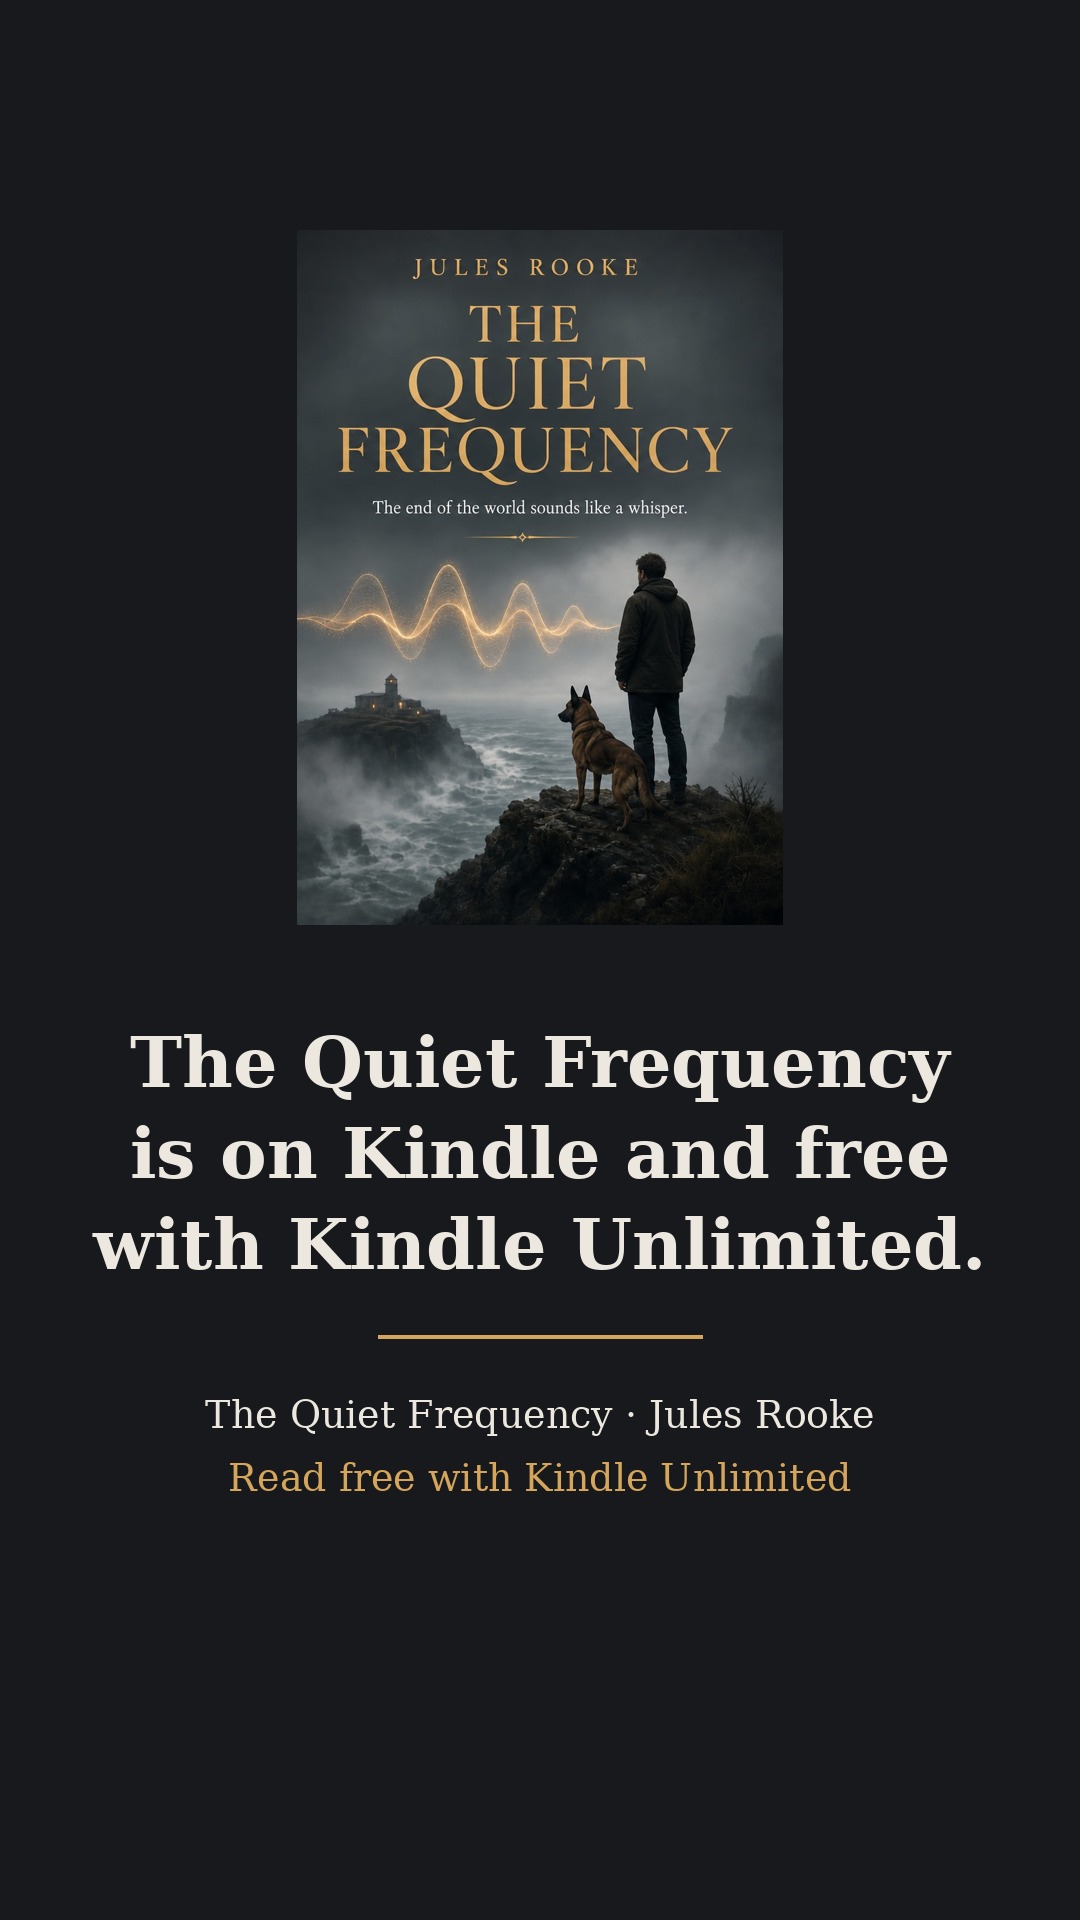 JULES ROOKE
THE
QUIET
FREQUENCY
The end of the world sounds like a whisper.
The Quiet Frequency
is on Kindle and free
with Kindle Unlimited.
The Quiet Frequency · Jules Rooke
Read free with Kindle Unlimited